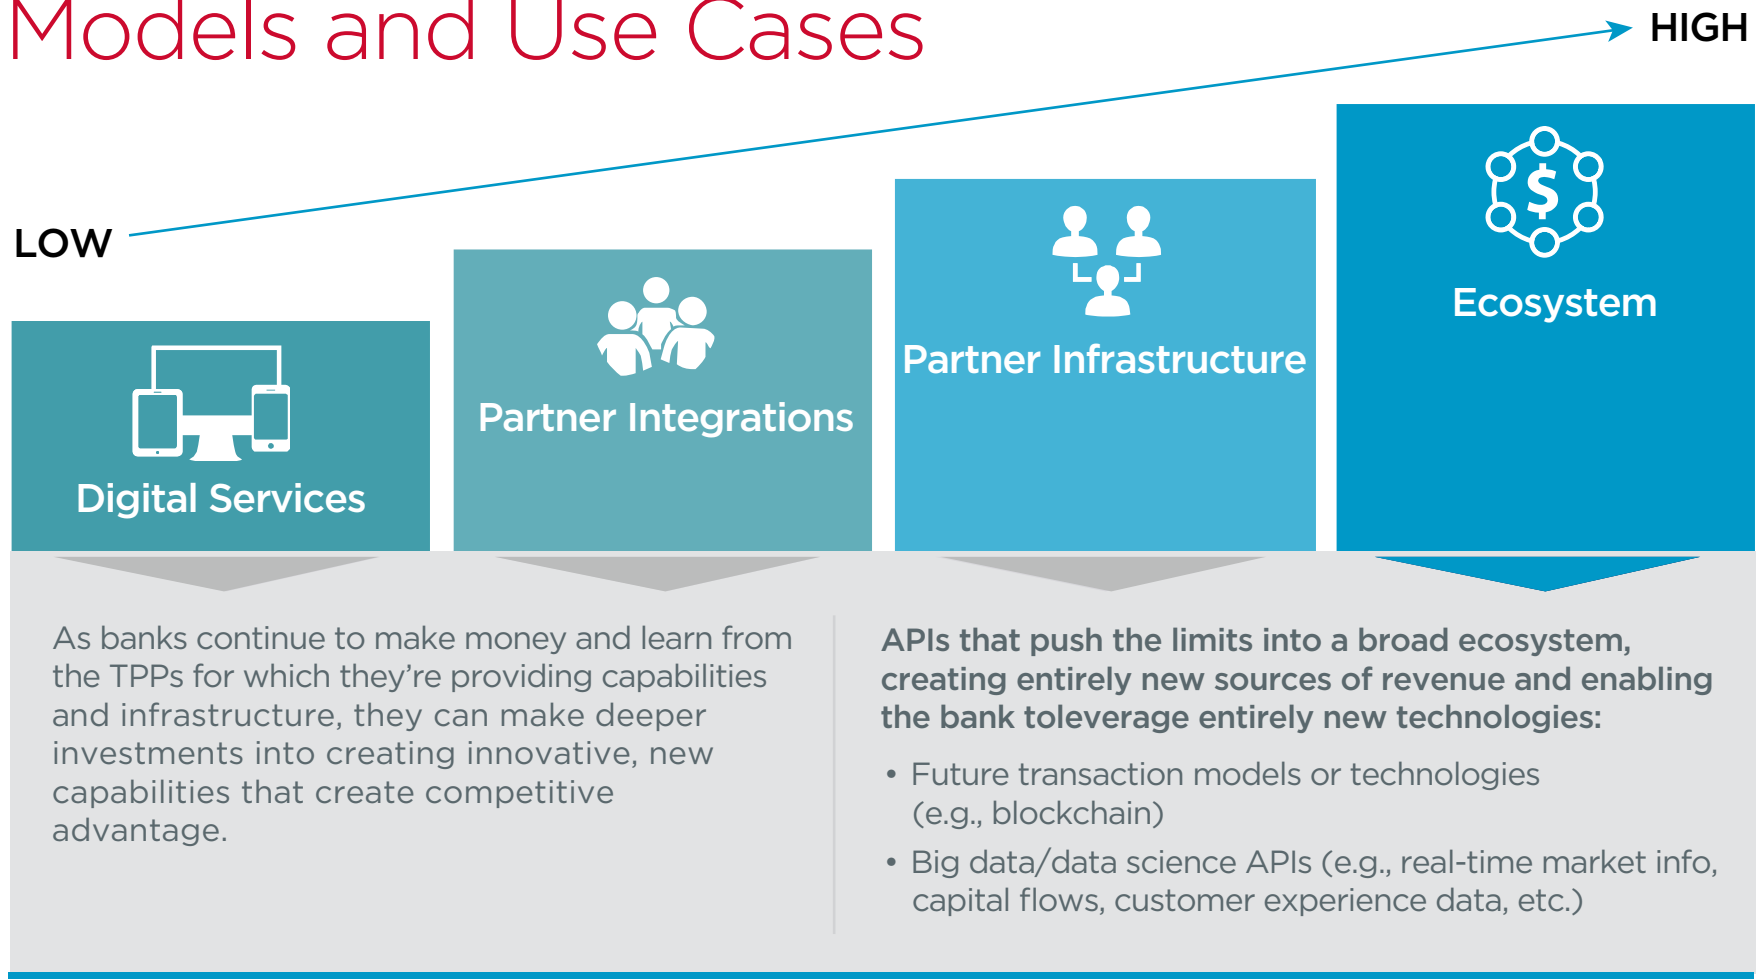 Models and Use Cases
HIGH
LOW
Digital Services
Partner Integrations
Partner Infrastructure
Ecosystem
As banks continue to make money and learn from
the TPPs for which they’re providing capabilities
and infrastructure, they can make deeper
investments into creating innovative, new
capabilities that create competitive
advantage.
APIs that push the limits into a broad ecosystem,
creating entirely new sources of revenue and enabling
the bank toleverage entirely new technologies:
• Future transaction models or technologies
(e.g., blockchain)
• Big data/data science APIs (e.g., real-time market info,
capital flows, customer experience data, etc.)